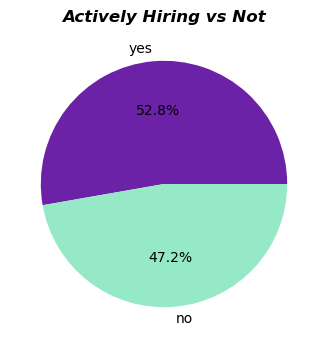 Actively Hiring vs Not
yes
52.8%
47.2%
no